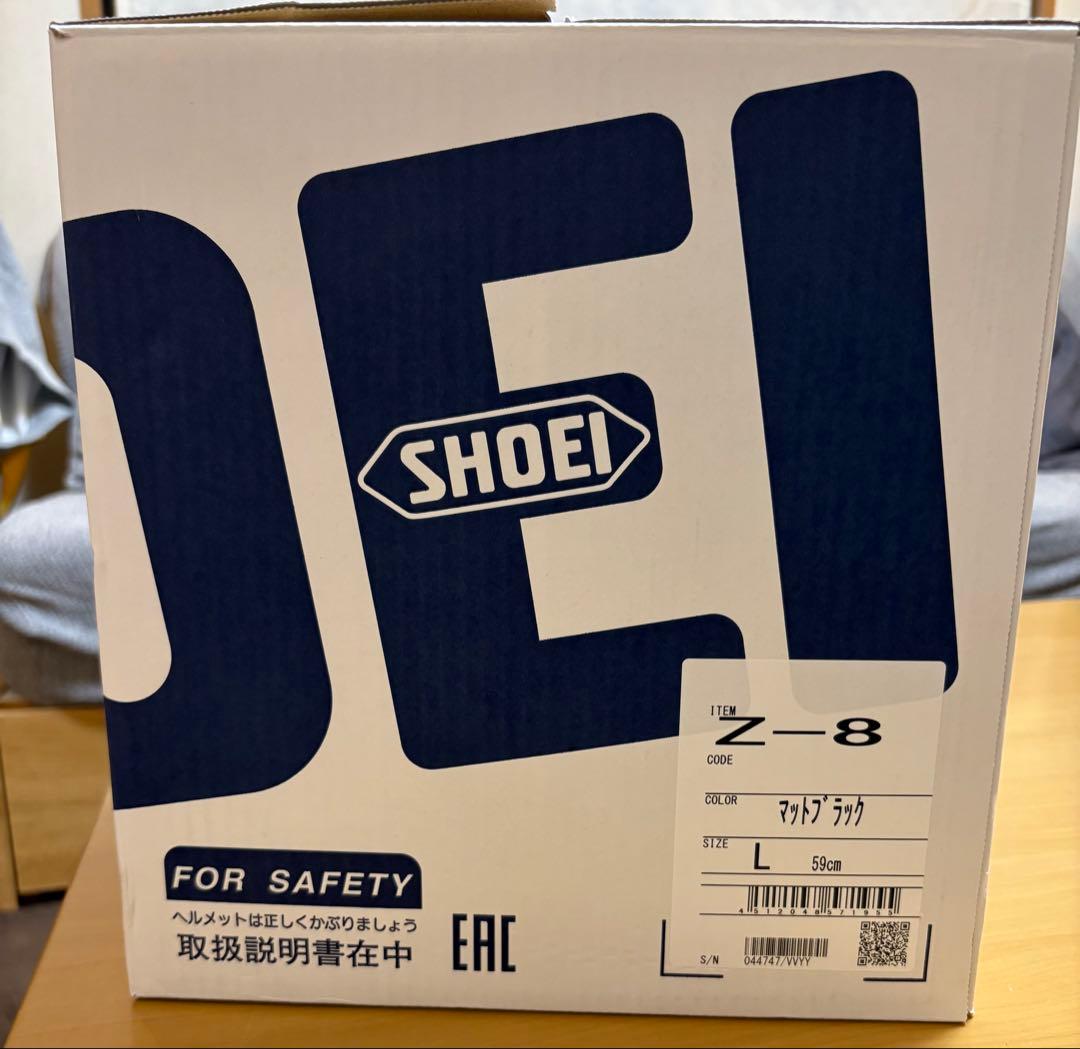 OEI
SHOEI
ITEM
Z-8
CODE
COLOR
ﾏｯﾄﾌﾞﾗｯｸ
SIZE
L 59cm
4512048571955
S/N 044747/VVYY
FOR SAFETY
ヘルメットは正しくかぶりましょう
取扱説明書在中
EAC